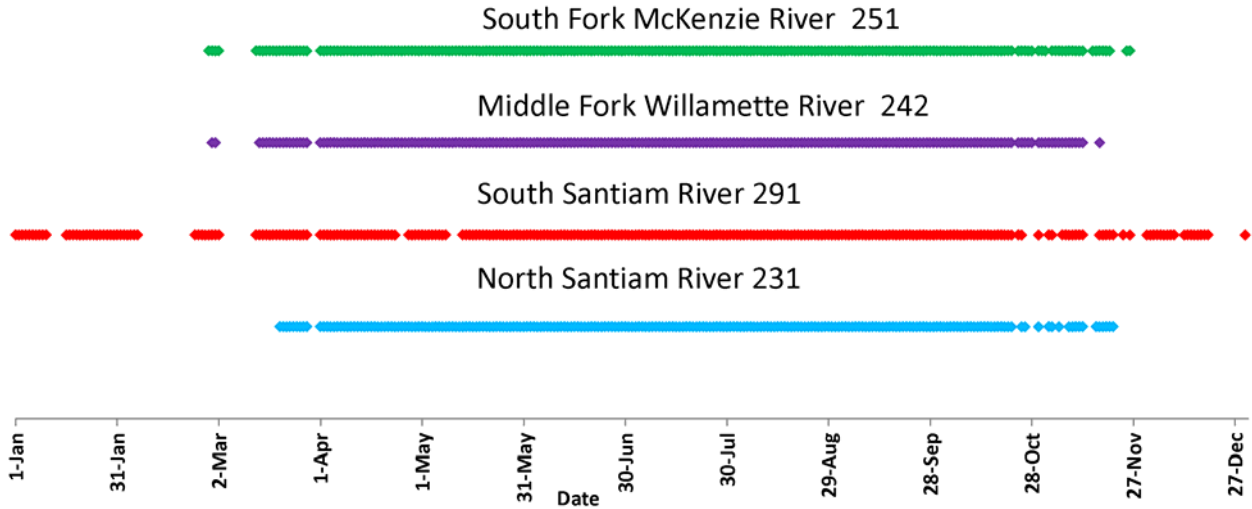 South Fork McKenzie River 251
Middle Fork Willamette River 242
South Santiam River 291
North Santiam River 231
1-Jan
31-Jan
2-Mar
1-Apr
1-May
31-May
30-Jun
30-Jul
29-Aug
28-Sep
28-Oct
27-Nov
27-Dec
Date